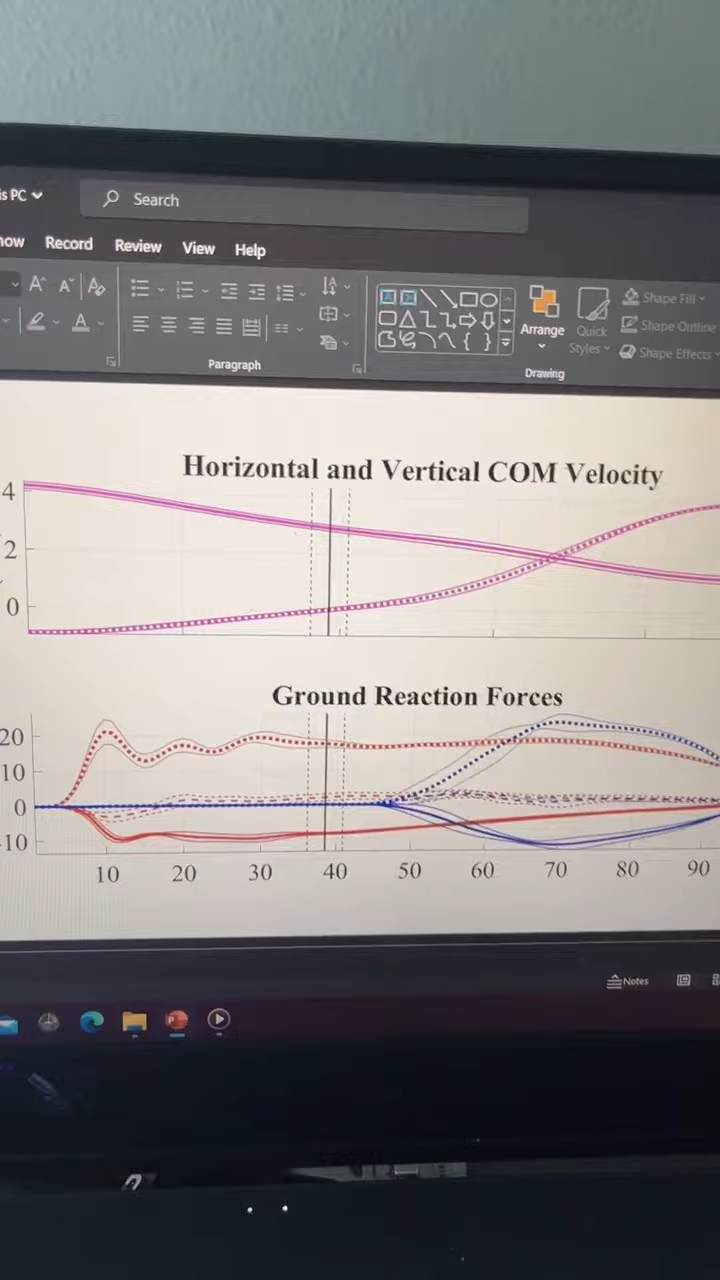 is PC
Search
how Record Review View Help
Paragraph
Arrange
Quick
Styles
Shape Fill
Shape Outline
Shape Effects
Drawing
Horizontal and Vertical COM Velocity
4
2
0
Ground Reaction Forces
20
10
0
-10
10 20 30 40 50 60 70 80 90
Notes